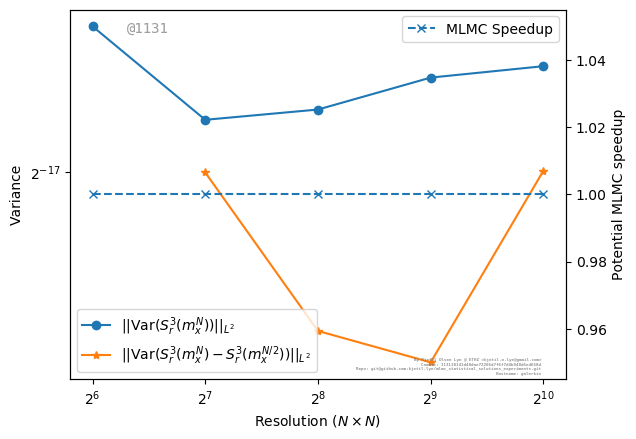 @1131
MLMC Speedup
Variance
2^{-17}
1.04
1.02
1.00
0.98
0.96
Potential MLMC speedup
||Var(S_r^3(m_x^N))||_{L^2}
||Var(S_r^3(m_x^N) − S_r^3(m_x^{N/2}))||_{L^2}
2^6
2^7
2^8
2^9
2^{10}
Resolution (N × N)